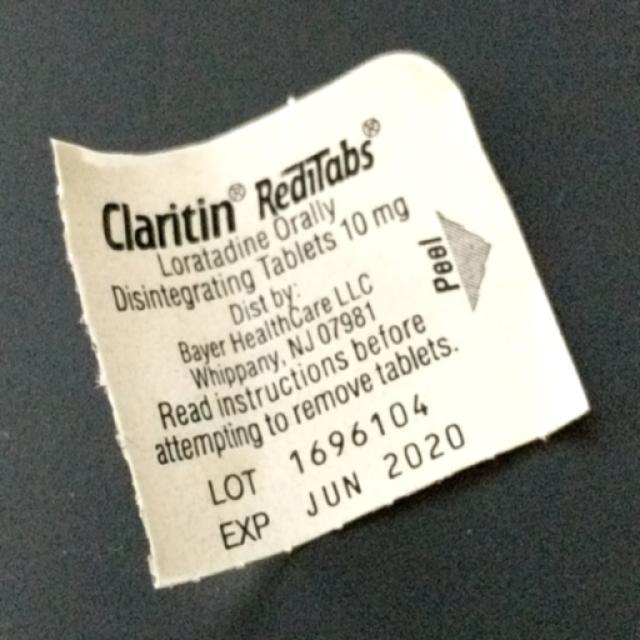 Claritin® RediTabs®
Loratadine Orally
Disintegrating Tablets 10 mg
Dist by:
Bayer HealthCare LLC
Whippany, NJ 07981
Read instructions before
attempting to remove tablets.
LOT 1696104
EXP JUN 2020
Peel